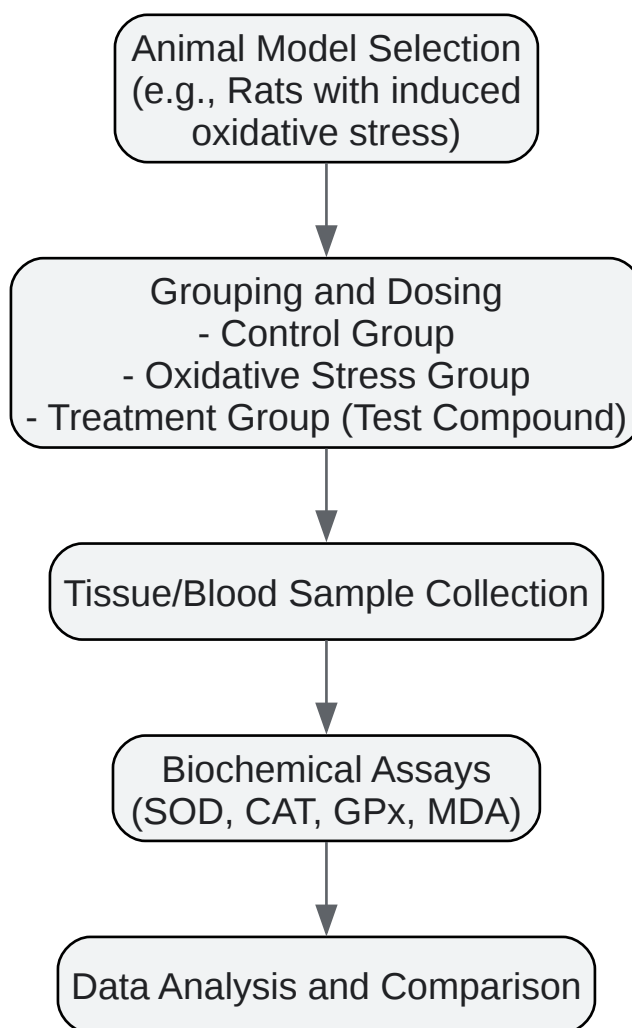 Animal Model Selection
(e.g., Rats with induced
oxidative stress)
Grouping and Dosing
- Control Group
- Oxidative Stress Group
- Treatment Group (Test Compound)
Tissue/Blood Sample Collection
Biochemical Assays
(SOD, CAT, GPx, MDA)
Data Analysis and Comparison